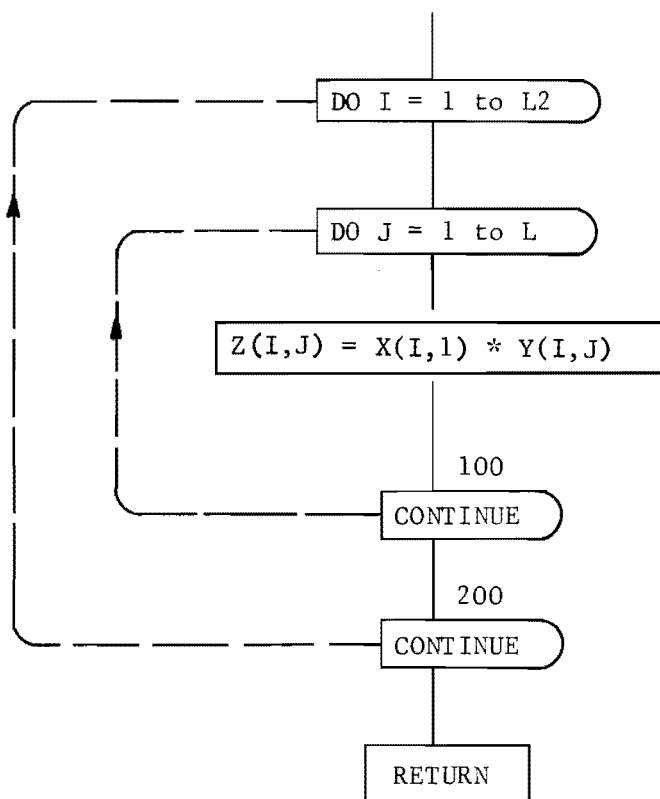 DO I = 1 to L2
DO J = 1 to L
Z(I,J) = X(I,1) * Y(I,J)
100
CONTINUE
200
CONTINUE
RETURN